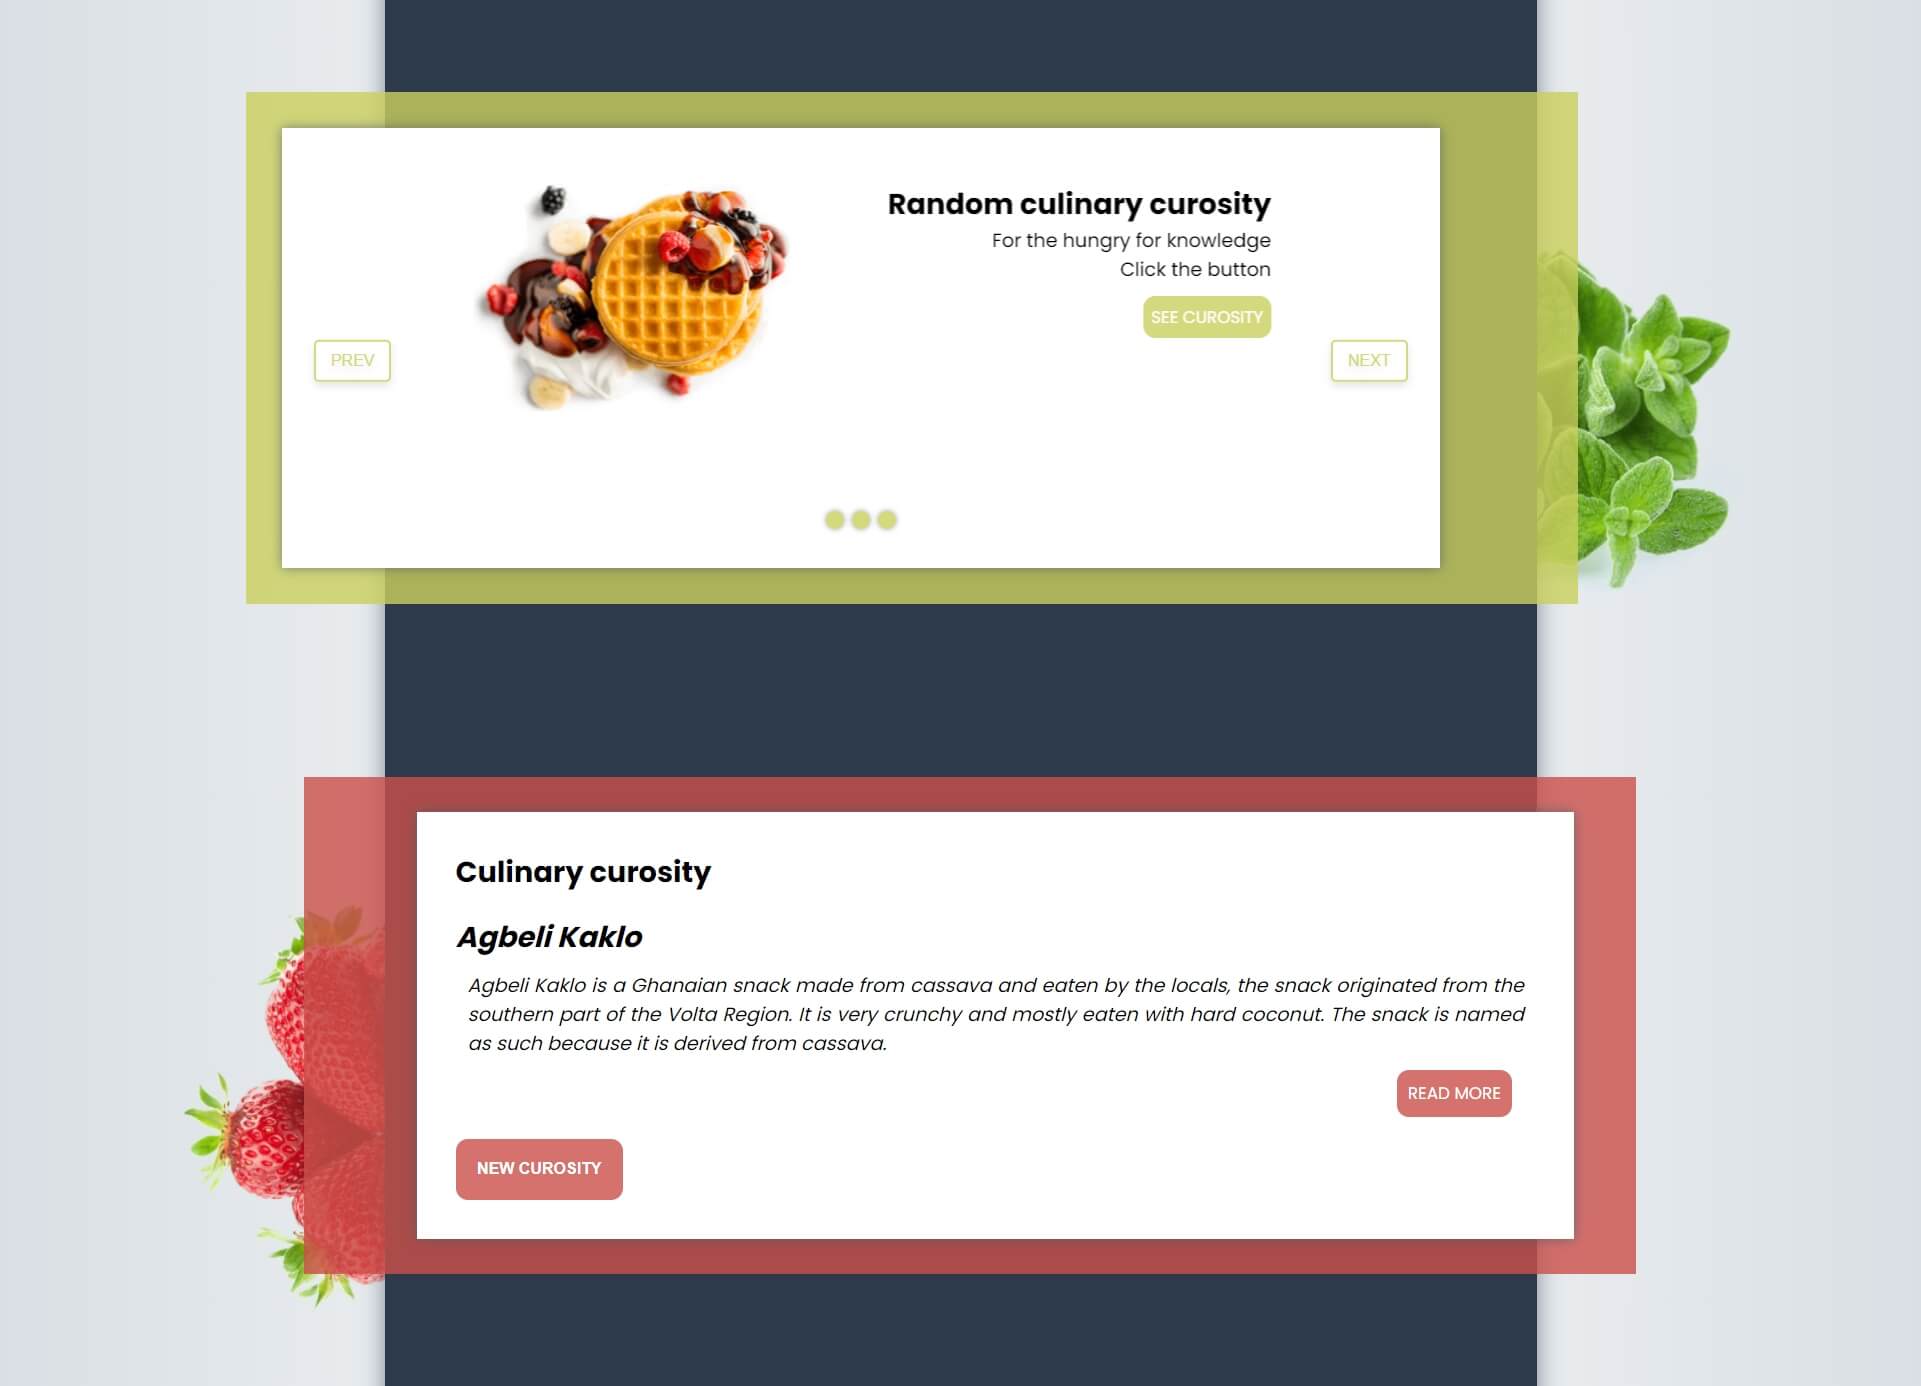 Random culinary curosity
For the hungry for knowledge
Click the button
SEE CUROSITY
PREV
NEXT
Culinary curosity
Agbeli Kaklo
Agbeli Kaklo is a Ghanaian snack made from cassava and eaten by the locals, the snack originated from the
southern part of the Volta Region. It is very crunchy and mostly eaten with hard coconut. The snack is named
as such because it is derived from cassava.
READ MORE
NEW CUROSITY